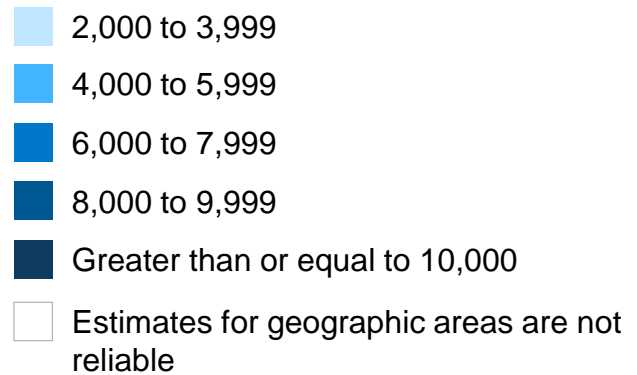 2,000 to 3,999
4,000 to 5,999
6,000 to 7,999
8,000 to 9,999
Greater than or equal to 10,000
Estimates for geographic areas are not
reliable